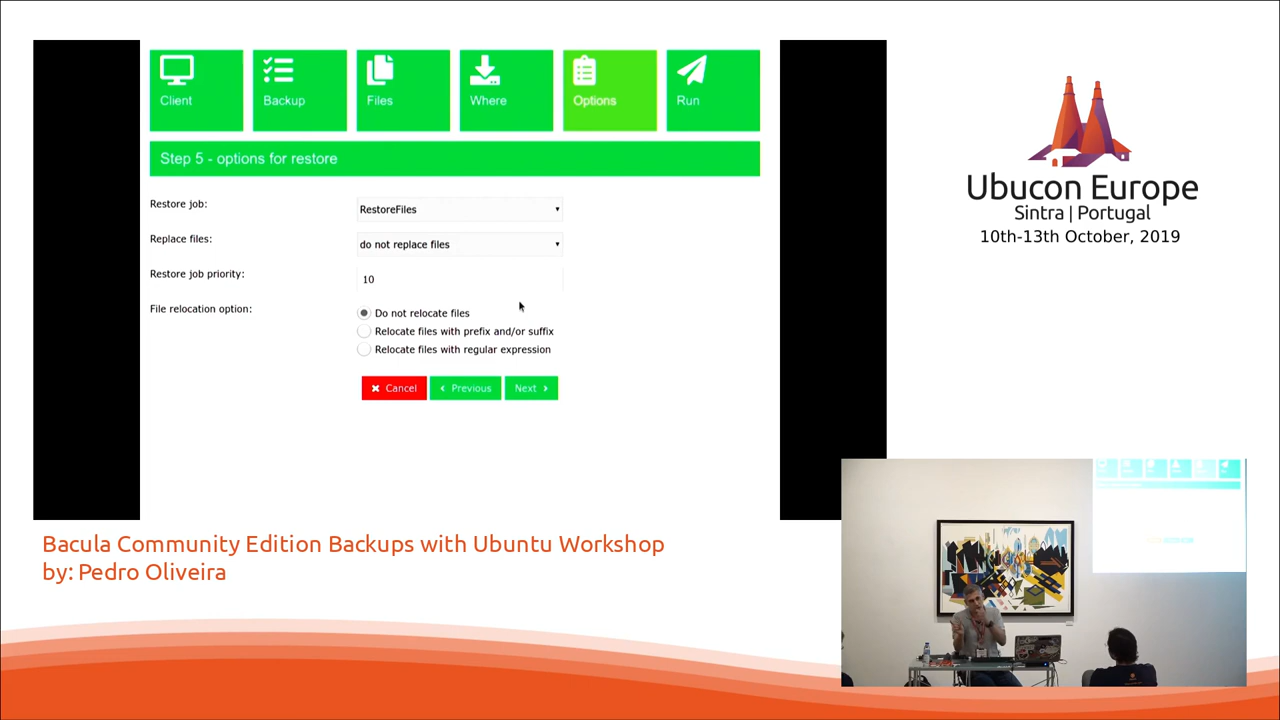 Client
Backup
Files
Where
Options
Run
Step 5 - options for restore
Restore job:
RestoreFiles
Replace files:
do not replace files
Restore job priority:
10
File relocation option:
Do not relocate files
Relocate files with prefix and/or suffix
Relocate files with regular expression
Cancel
Previous
Next
Ubucon Europe
Sintra | Portugal
10th-13th October, 2019
Bacula Community Edition Backups with Ubuntu Workshop
by: Pedro Oliveira